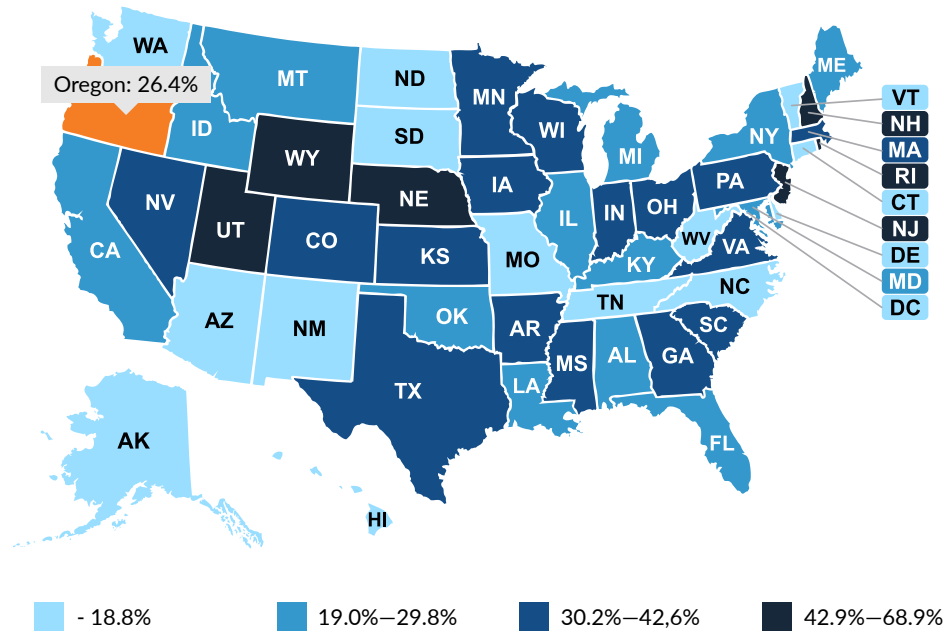 WA
Oregon: 26.4%
MT
ND
MN
ME
ID
SD
WI
MI
NY
VT
NH
MA
RI
CT
NJ
DE
MD
DC
WY
NV
UT
CO
NE
IA
IL
IN
OH
PA
WV
VA
CA
KS
MO
KY
NC
TN
AZ
NM
OK
AR
SC
MS
AL
GA
TX
LA
FL
AK
HI
- 18.8%
19.0%—29.8%
30.2%—42,6%
42.9%—68.9%